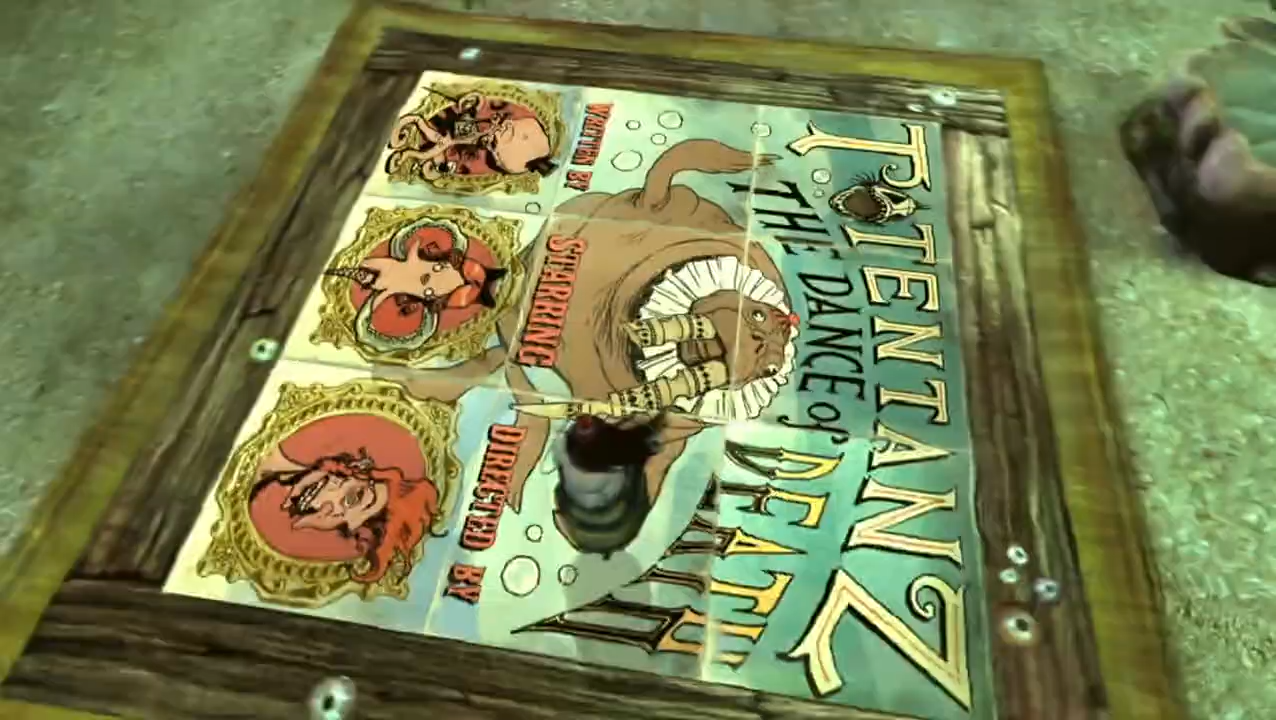 TOTENTANZ
THE DANCE of DEATH
WRITTEN BY
STARRING
DIRECTED BY